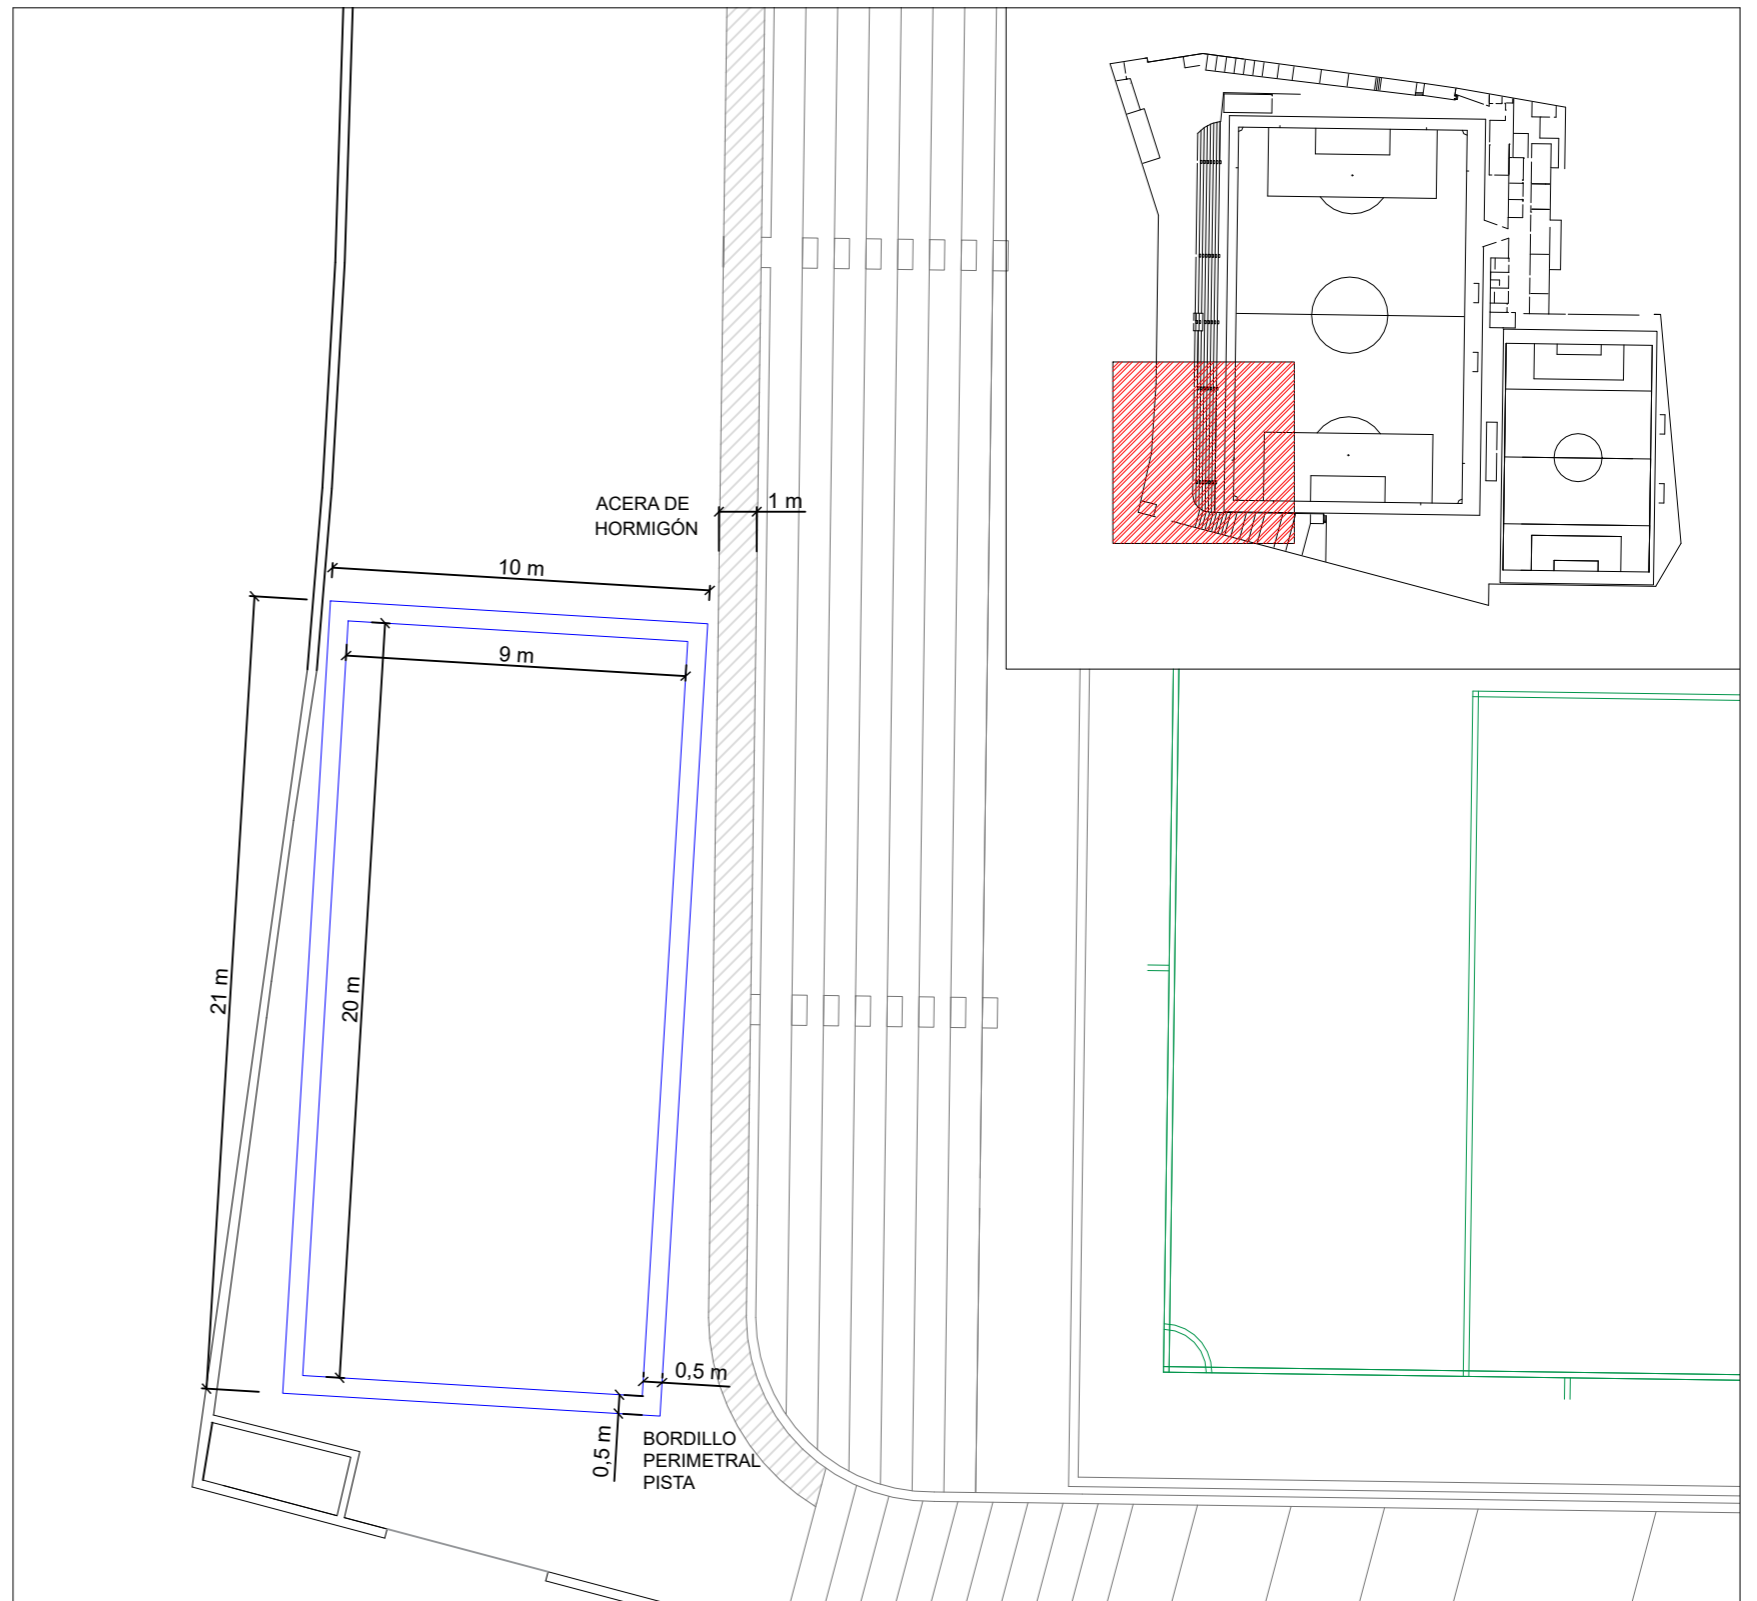 ACERA DE
HORMIGÓN
1 m
10 m
9 m
21 m
20 m
0,5 m
0,5 m
BORDILLO
PERIMETRAL
PISTA